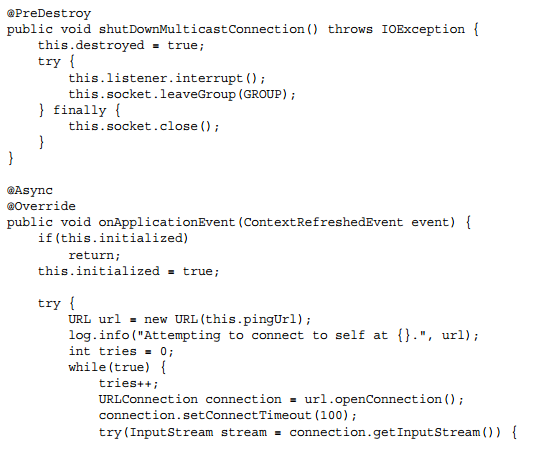 @PreDestroy
public void shutDownMulticastConnection() throws IOException {
    this.destroyed = true;
    try {
        this.listener.interrupt();
        this.socket.leaveGroup(GROUP);
    } finally {
        this.socket.close();
    }
}

@Async
@Override
public void onApplicationEvent(ContextRefreshedEvent event) {
    if(this.initialized)
        return;
    this.initialized = true;

    try {
        URL url = new URL(this.pingUrl);
        log.info("Attempting to connect to self at {}.", url);
        int tries = 0;
        while(true) {
            tries++;
            URLConnection connection = url.openConnection();
            connection.setConnectTimeout(100);
            try(InputStream stream = connection.getInputStream()) {